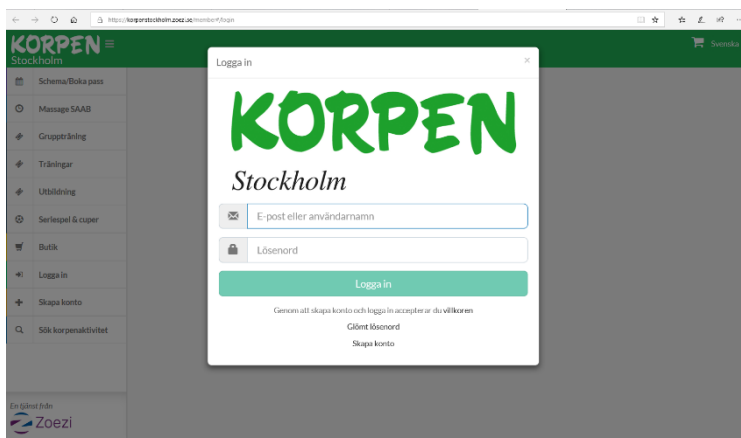 https://korpenstockholm.zoezi.se/member#/login
KORPEN
Stockholm
Svenska
Schema/Boka pass
Massage SAAB
Gruppträning
Träningar
Utbildning
Seriespel & cuper
Butik
Logga in
Skapa konto
Sök korpenaktivitet
En tjänst från
Zoezi
Logga in
×
KORPEN
Stockholm
E-post eller användarnamn
Lösenord
Logga in
Genom att skapa konto och logga in accepterar du villkoren
Glömt lösenord
Skapa konto